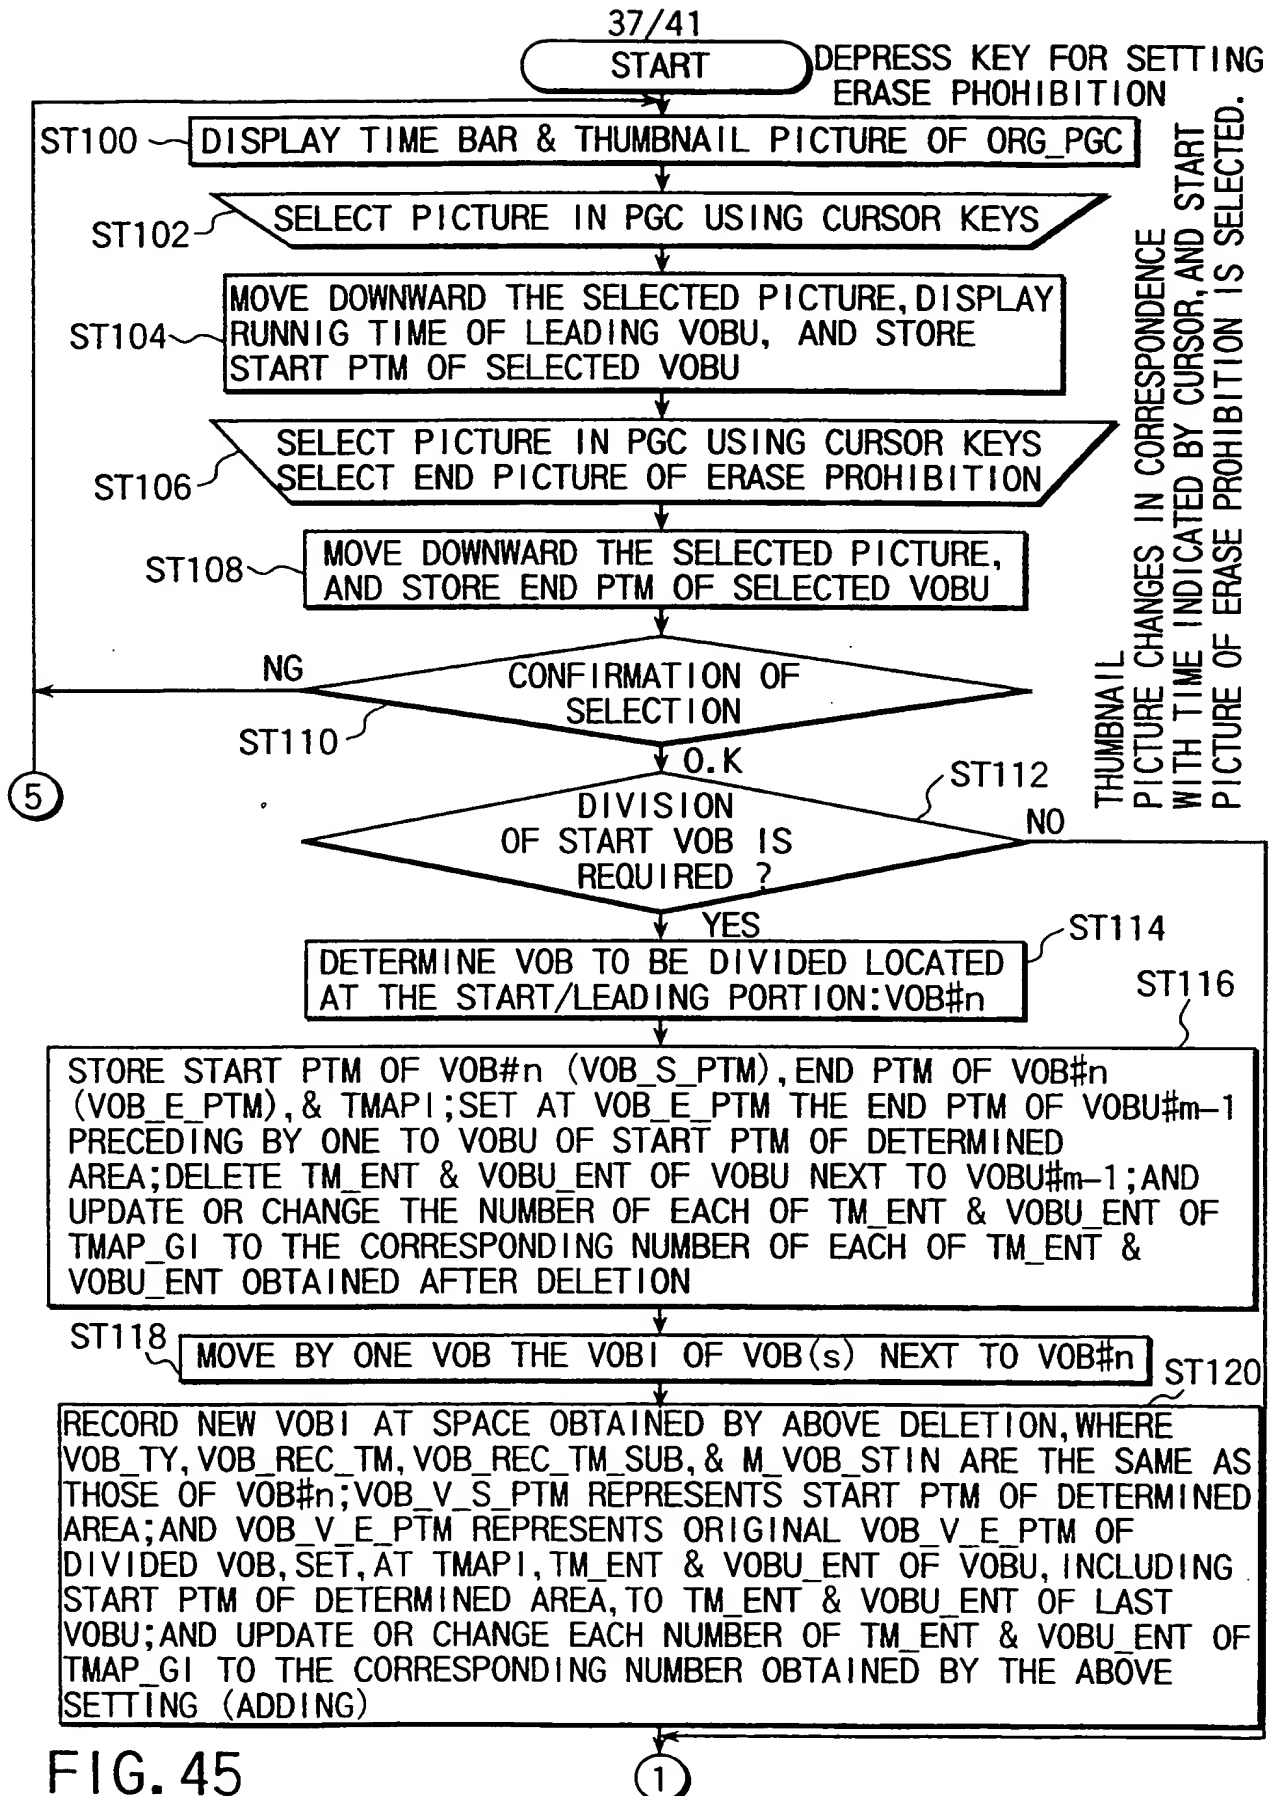 37/41
START
DEPRESS KEY FOR SETTING
ERASE PHOHIBITION
ST100
DISPLAY TIME BAR & THUMBNAIL PICTURE OF ORG_PGC
ST102
SELECT PICTURE IN PGC USING CURSOR KEYS
ST104
MOVE DOWNWARD THE SELECTED PICTURE, DISPLAY
RUNNIG TIME OF LEADING VOBU, AND STORE
START PTM OF SELECTED VOBU
ST106
SELECT PICTURE IN PGC USING CURSOR KEYS
SELECT END PICTURE OF ERASE PROHIBITION
ST108
MOVE DOWNWARD THE SELECTED PICTURE,
AND STORE END PTM OF SELECTED VOBU
THUMBNAIL
PICTURE CHANGES IN CORRESPONDENCE
WITH TIME INDICATED BY CURSOR, AND START
PICTURE OF ERASE PROHIBITION IS SELECTED.
NG
CONFIRMATION OF
SELECTION
ST110
O.K
5
ST112
DIVISION
OF START VOB IS
REQUIRED ?
NO
YES
ST114
DETERMINE VOB TO BE DIVIDED LOCATED
AT THE START/LEADING PORTION:VOB#n
ST116
STORE START PTM OF VOB#n (VOB_S_PTM), END PTM OF VOB#n
(VOB_E_PTM), & TMAPI;SET AT VOB_E_PTM THE END PTM OF VOBU#m-1
PRECEDING BY ONE TO VOBU OF START PTM OF DETERMINED
AREA;DELETE TM_ENT & VOBU_ENT OF VOBU NEXT TO VOBU#m-1;AND
UPDATE OR CHANGE THE NUMBER OF EACH OF TM_ENT & VOBU_ENT OF
TMAP_GI TO THE CORRESPONDING NUMBER OF EACH OF TM_ENT &
VOBU_ENT OBTAINED AFTER DELETION
ST118
MOVE BY ONE VOB THE VOBI OF VOB(s) NEXT TO VOB#n
ST120
RECORD NEW VOBI AT SPACE OBTAINED BY ABOVE DELETION, WHERE
VOB_TY, VOB_REC_TM, VOB_REC_TM_SUB, & M_VOB_STIN ARE THE SAME AS
THOSE OF VOB#n;VOB_V_S_PTM REPRESENTS START PTM OF DETERMINED
AREA;AND VOB_V_E_PTM REPRESENTS ORIGINAL VOB_V_E_PTM OF
DIVIDED VOB, SET, AT TMAPI, TM_ENT & VOBU_ENT OF VOBU, INCLUDING
START PTM OF DETERMINED AREA, TO TM_ENT & VOBU_ENT OF LAST
VOBU;AND UPDATE OR CHANGE EACH NUMBER OF TM_ENT & VOBU_ENT OF
TMAP_GI TO THE CORRESPONDING NUMBER OBTAINED BY THE ABOVE
SETTING (ADDING)
FIG. 45
1